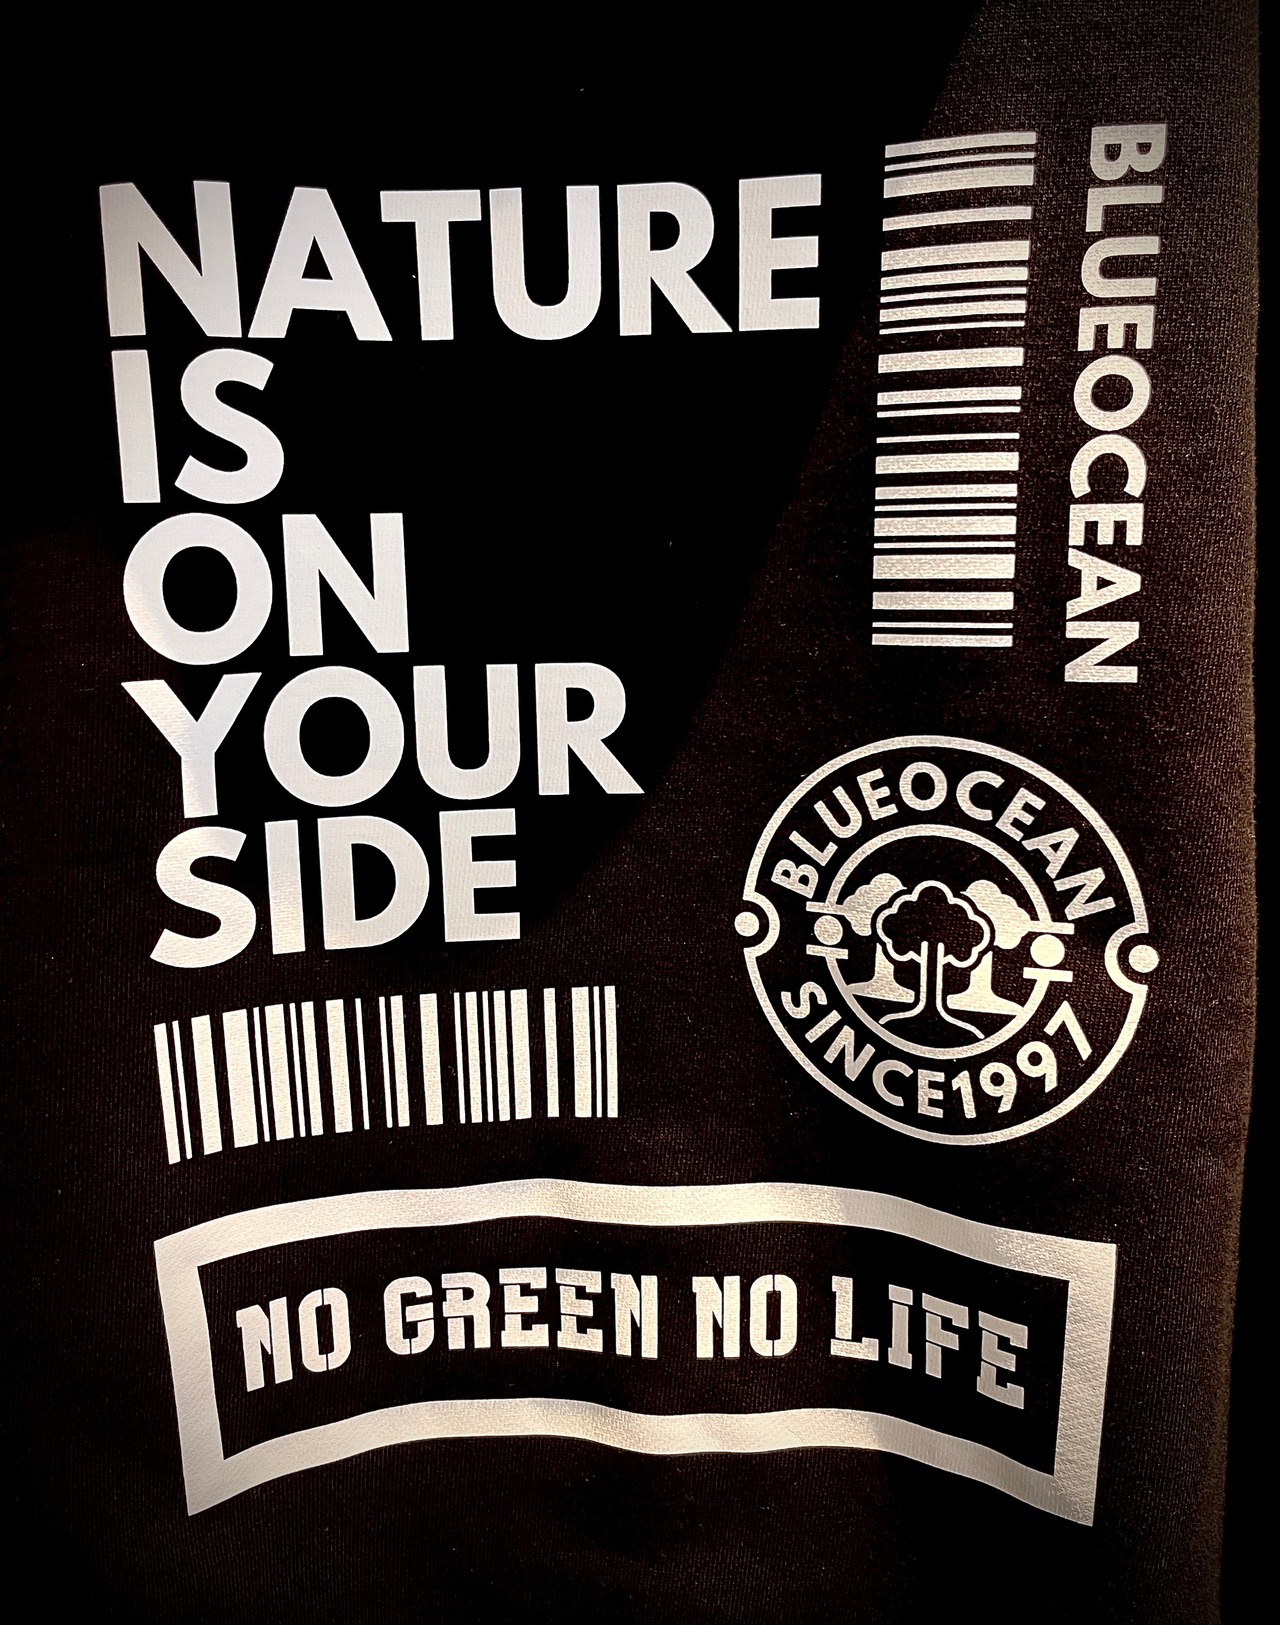 NATURE
IS
ON
YOUR
SIDE
BLUEOCEAN
BLUEOCEAN
SINCE1997
NO GREEN NO LIFE